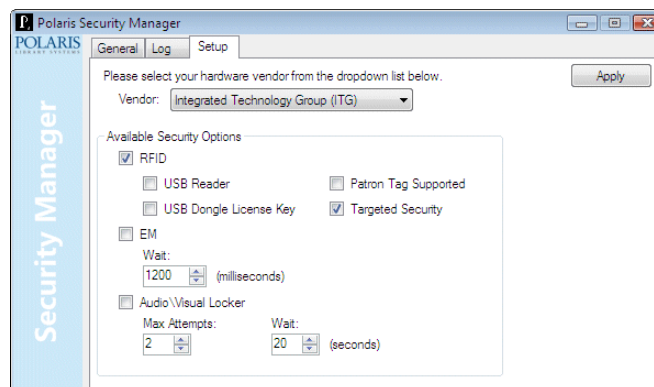 Polaris Security Manager
POLARIS
LIBRARY SYSTEMS
General Log Setup
Please select your hardware vendor from the dropdown list below.
Apply
Vendor: Integrated Technology Group (ITG)
Available Security Options
RFID
USB Reader Patron Tag Supported
USB Dongle License Key Targeted Security
EM
Wait:
1200 (milliseconds)
Audio\Visual Locker
Max Attempts: Wait:
2 20 (seconds)
Security Manager